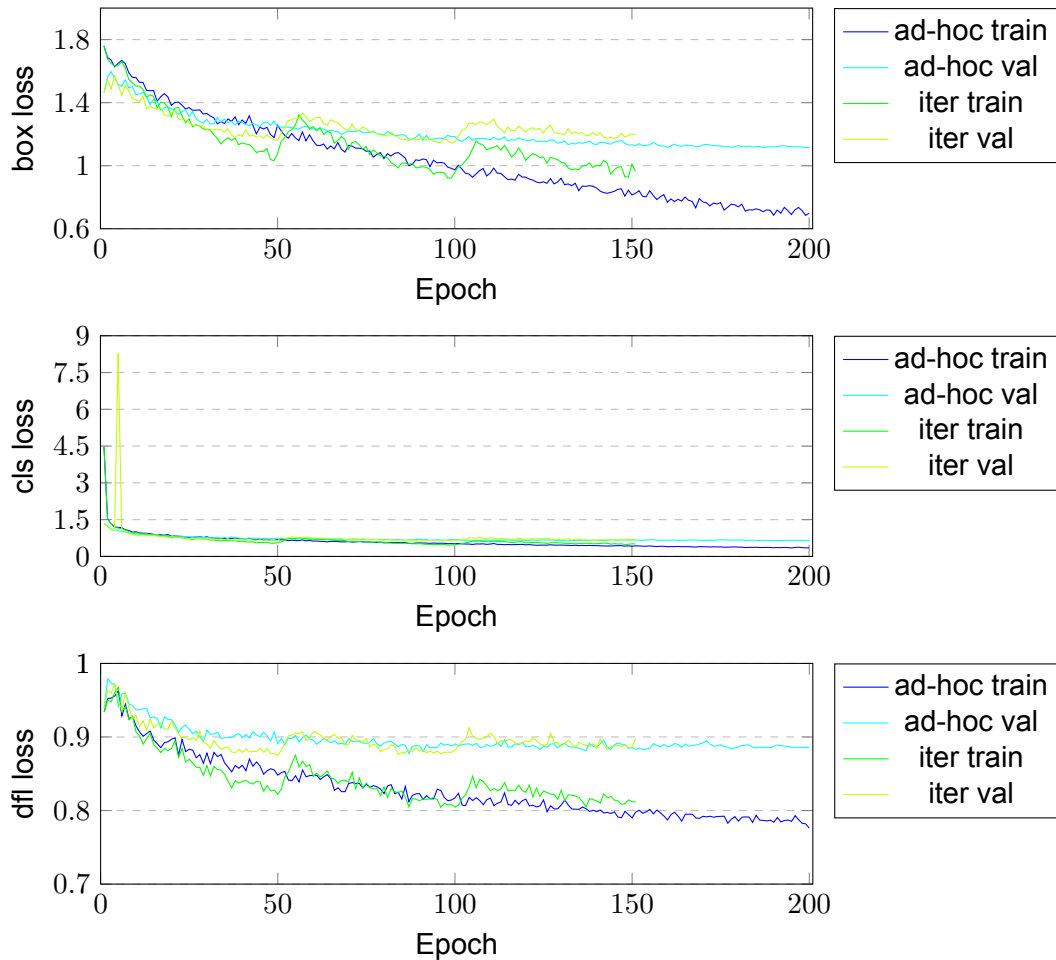 box loss
1.8
1.4
1
0.6
0 50 100 150 200
Epoch
ad-hoc train
ad-hoc val
iter train
iter val
cls loss
9
7.5
6
4.5
3
1.5
0
0 50 100 150 200
Epoch
ad-hoc train
ad-hoc val
iter train
iter val
dfl loss
1
0.9
0.8
0.7
0 50 100 150 200
Epoch
ad-hoc train
ad-hoc val
iter train
iter val